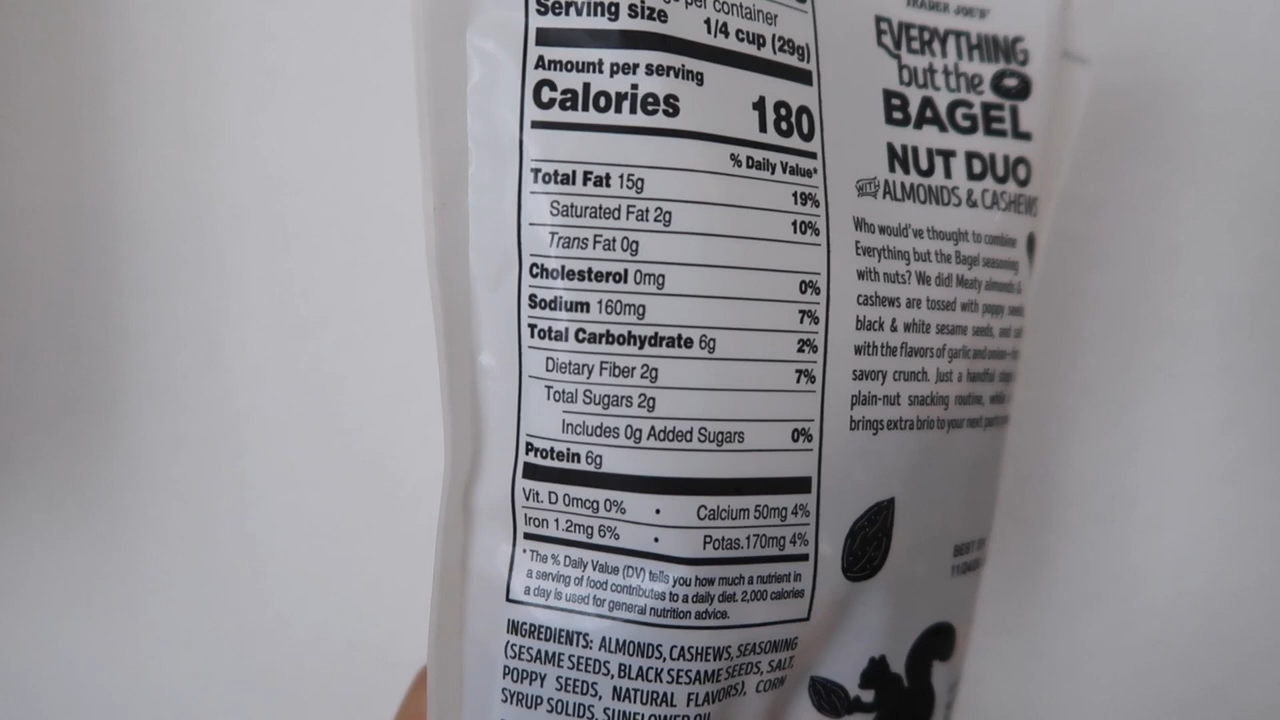 per container
Serving size 1/4 cup (29g)
Amount per serving
Calories 180
% Daily Value*
Total Fat 15g 19%
Saturated Fat 2g 10%
Trans Fat 0g
Cholesterol 0mg 0%
Sodium 160mg 7%
Total Carbohydrate 6g 2%
Dietary Fiber 2g 7%
Total Sugars 2g
Includes 0g Added Sugars 0%
Protein 6g
Vit. D 0mcg 0% • Calcium 50mg 4%
Iron 1.2mg 6% • Potas.170mg 4%
* The % Daily Value (DV) tells you how much a nutrient in
a serving of food contributes to a daily diet. 2,000 calories
a day is used for general nutrition advice.
INGREDIENTS: ALMONDS, CASHEWS, SEASONING
(SESAME SEEDS, BLACK SESAME SEEDS, SALT,
POPPY SEEDS, NATURAL FLAVORS), CORN
SYRUP SOLIDS, SUNFLOWER OIL
TRADER JOE'S
EVERYTHING
but the
BAGEL
NUT DUO
WITH ALMONDS & CASHEWS
Who would've thought to combine
Everything but the Bagel seasoning
with nuts? We did! Meaty almonds &
cashews are tossed with poppy seeds,
black & white sesame seeds, and salt
with the flavors of garlic and onion
savory crunch. Just a handful
plain-nut snacking routine, while
brings extra brio to your next party
BEST